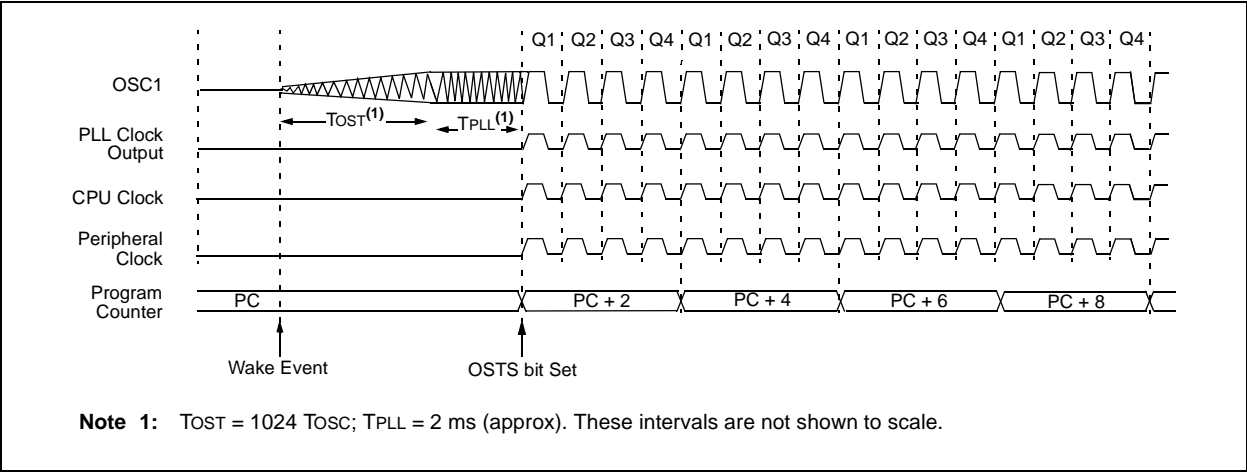 Q1 Q2 Q3 Q4 Q1 Q2 Q3 Q4 Q1 Q2 Q3 Q4 Q1 Q2 Q3 Q4
OSC1
TOST(1)
TPLL(1)
PLL Clock
Output
CPU Clock
Peripheral
Clock
Program
Counter
PC
PC + 2
PC + 4
PC + 6
PC + 8
Wake Event
OSTS bit Set
Note 1: TOST = 1024 TOSC; TPLL = 2 ms (approx). These intervals are not shown to scale.